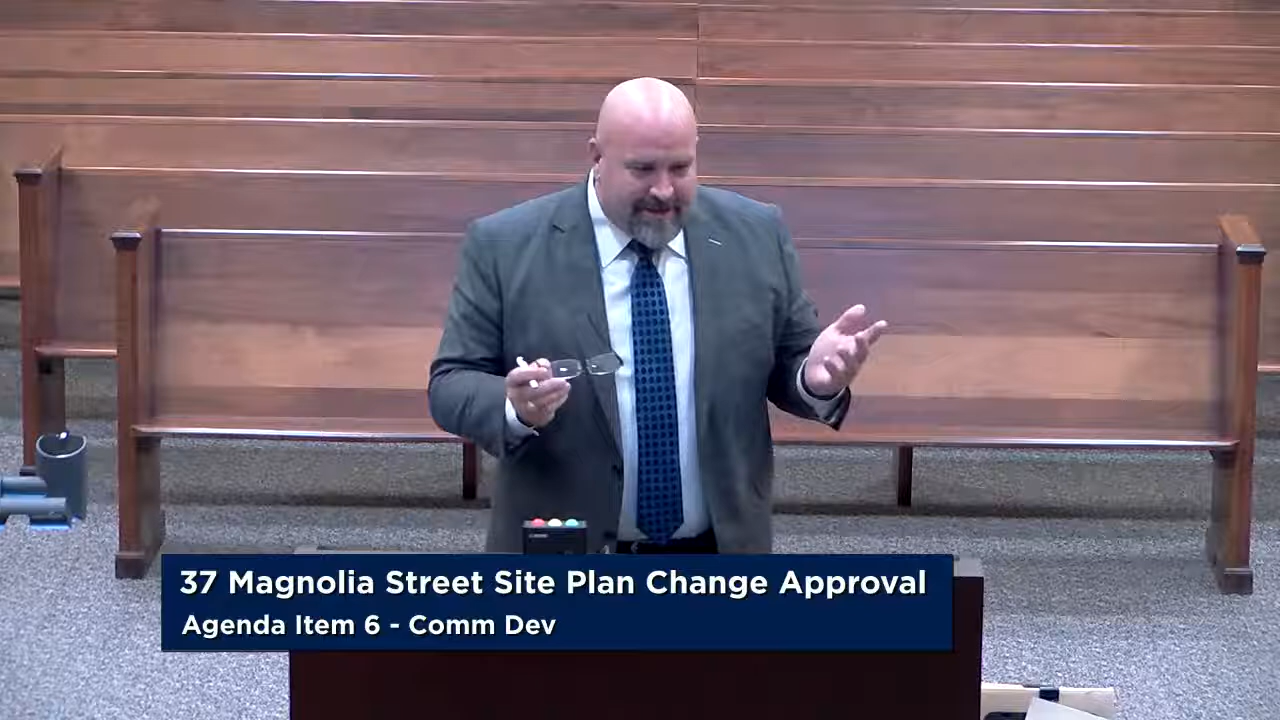 37 Magnolia Street Site Plan Change Approval
Agenda Item 6 - Comm Dev